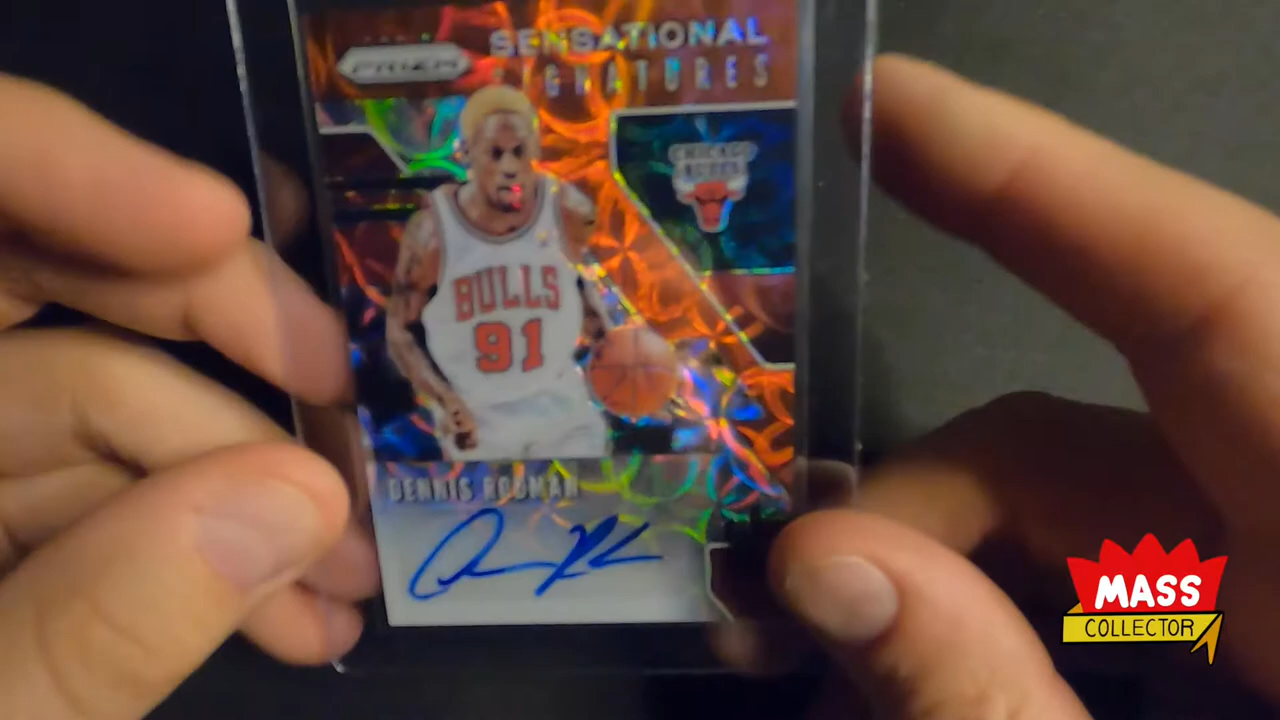 PRIZM
SENSATIONAL
SIGNATURES
CHICAGO
BULLS
BULLS
91
DENNIS RODMAN
MASS
COLLECTOR